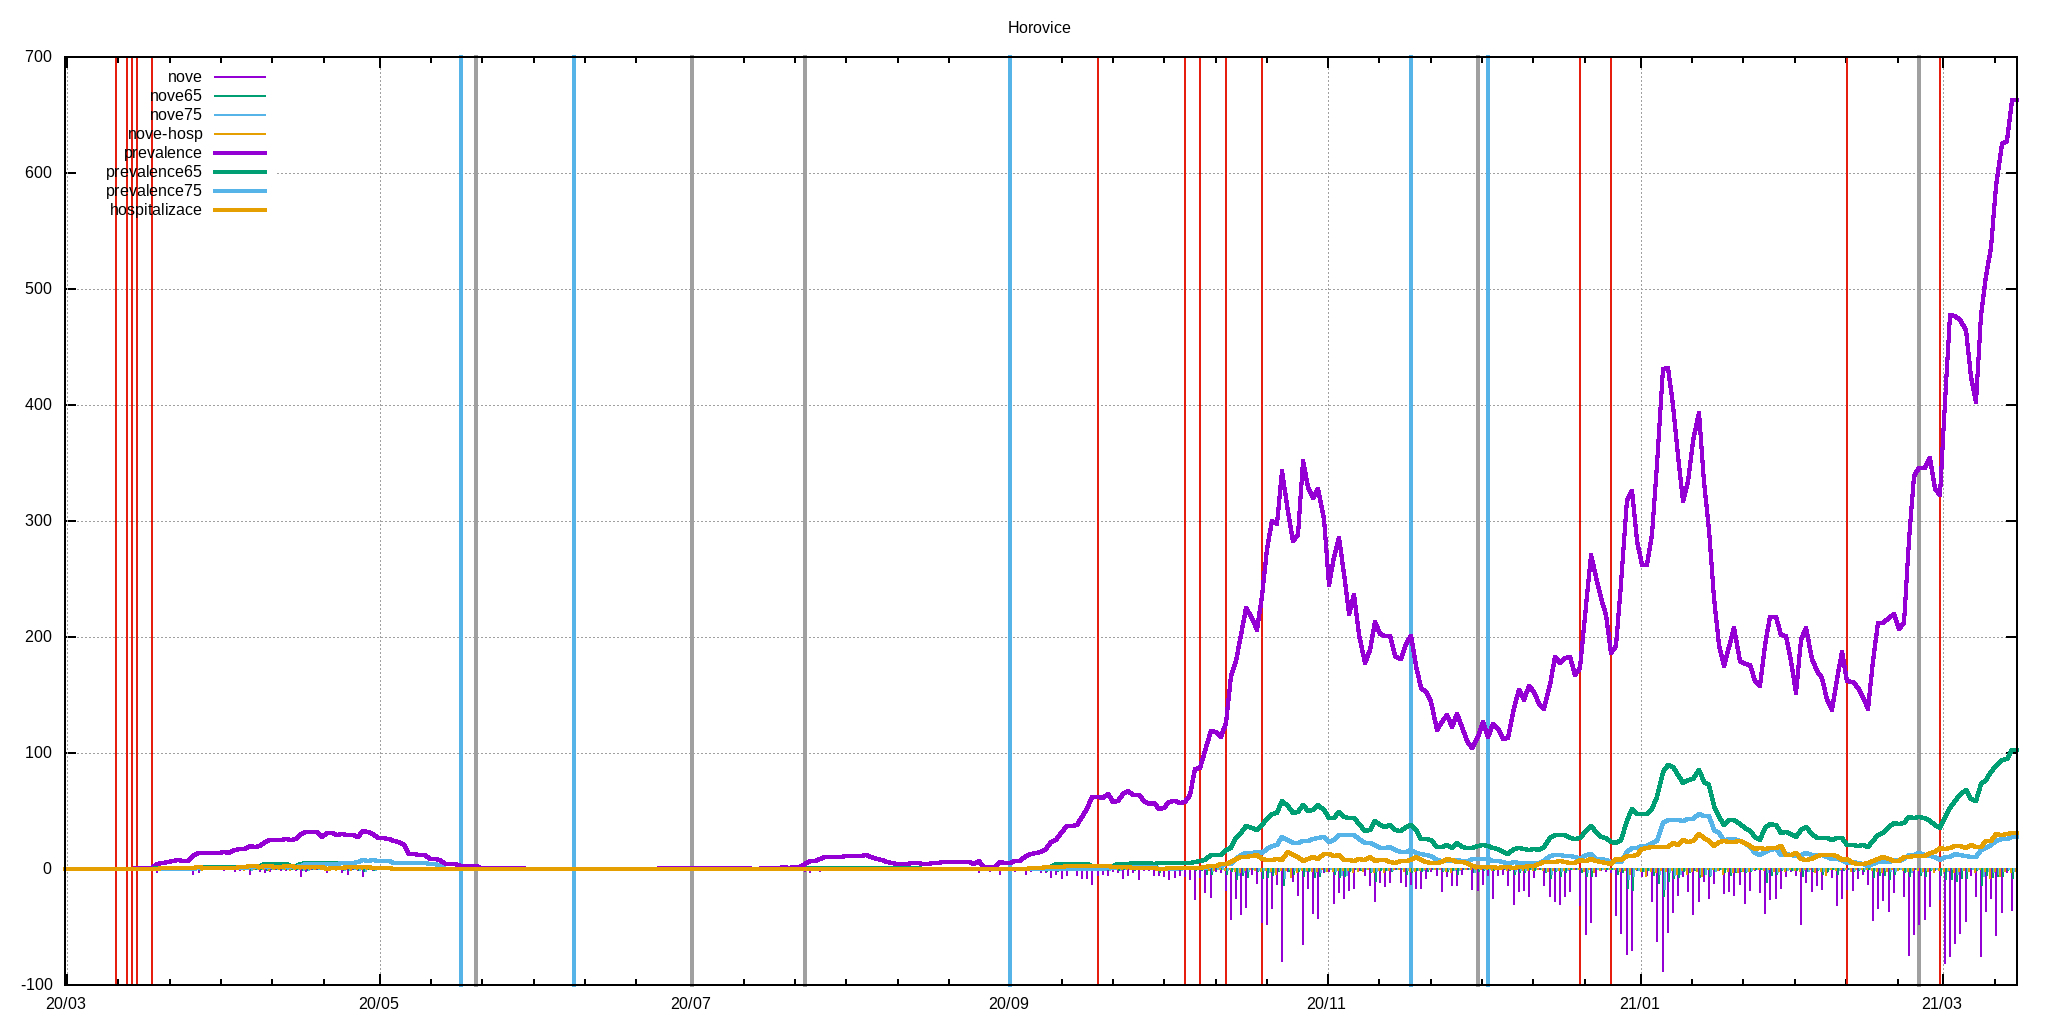 Horovice
700
600
500
400
300
200
100
0
-100
nove
nove65
nove75
nove-hosp
prevalence
prevalence65
prevalence75
hospitalizace
20/03 20/05 20/07 20/09 20/11 21/01 21/03